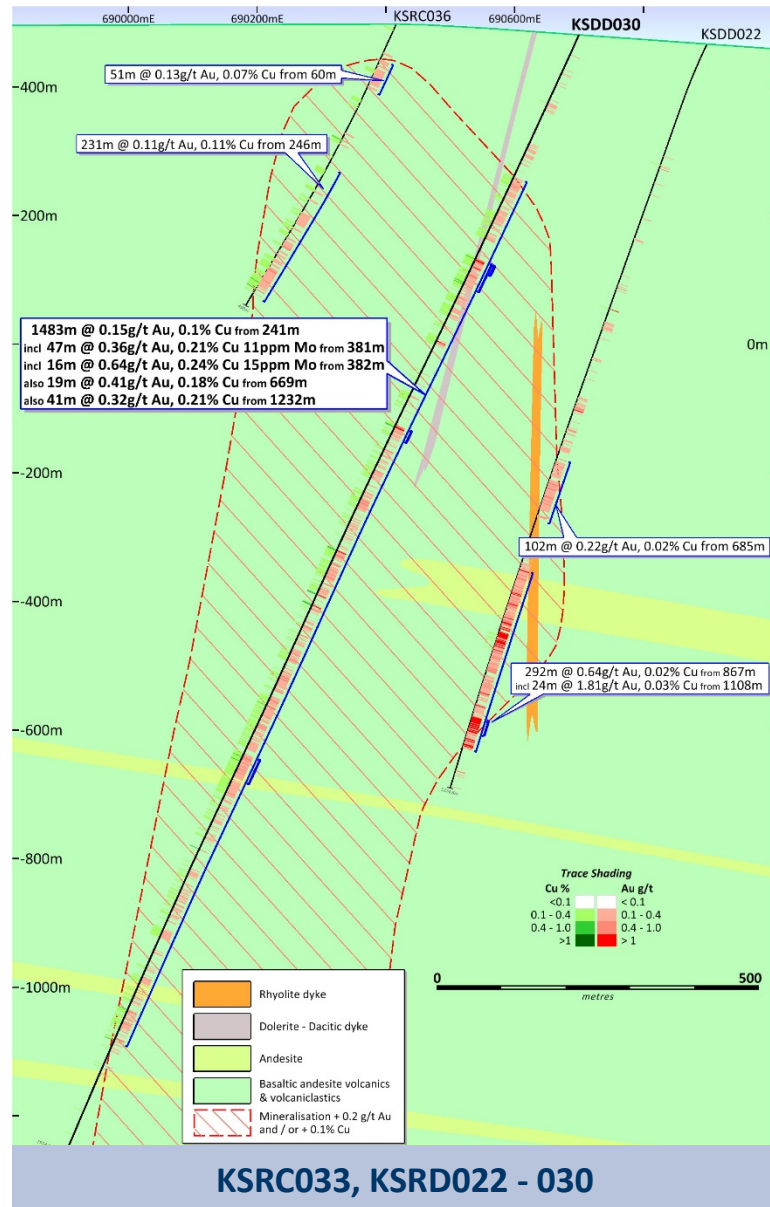 690000mE
690200mE
KSRC036
690600mE
KSDD030
KSDD022
400m
51m @ 0.13g/t Au, 0.07% Cu from 60m
231m @ 0.11g/t Au, 0.11% Cu from 246m
200m
1483m @ 0.15g/t Au, 0.1% Cu from 241m
incl 47m @ 0.36g/t Au, 0.21% Cu 11ppm Mo from 381m
incl 16m @ 0.64g/t Au, 0.24% Cu 15ppm Mo from 382m
also 19m @ 0.41g/t Au, 0.18% Cu from 669m
also 41m @ 0.32g/t Au, 0.21% Cu from 1232m
0m
-200m
102m @ 0.22g/t Au, 0.02% Cu from 685m
-400m
292m @ 0.64g/t Au, 0.02% Cu from 867m
incl 24m @ 1.81g/t Au, 0.03% Cu from 1108m
-600m
-800m
Trace Shading
Cu % Au g/t
<0.1 < 0.1
0.1 - 0.4 0.1 - 0.4
0.4 - 1.0 0.4 - 1.0
>1 > 1
-1000m
0 500
metres
Rhyolite dyke
Dolerite - Dacitic dyke
Andesite
Basaltic andesite volcanics
& volcaniclastics
Mineralisation + 0.2 g/t Au
and / or + 0.1% Cu
KSRC033, KSRD022 - 030